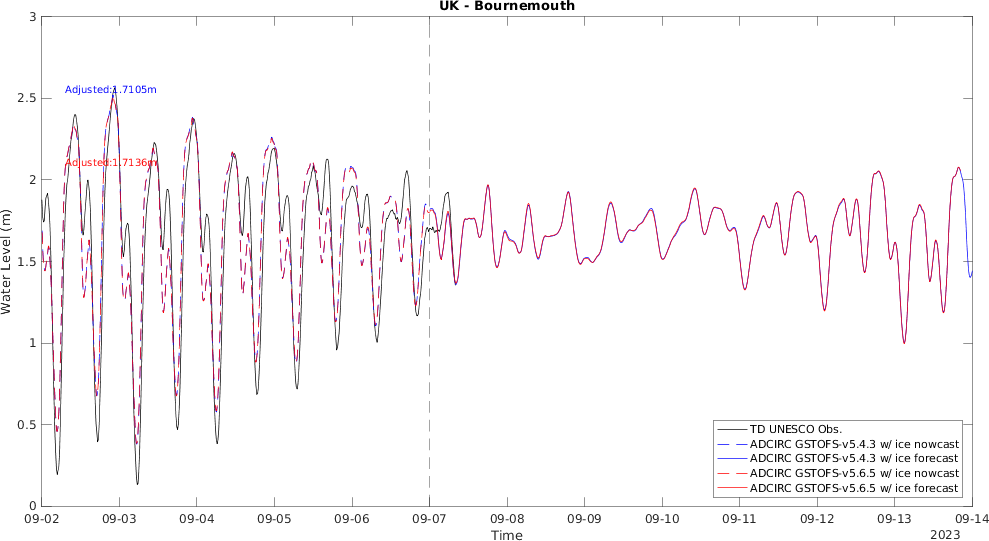 UK - Bournemouth
3
2.5
2
1.5
1
0.5
0
Water Level (m)
Adjusted:1.7105m
Adjusted:1.7136m
TD UNESCO Obs.
ADCIRC GSTOFS-v5.4.3 w/ ice nowcast
ADCIRC GSTOFS-v5.4.3 w/ ice forecast
ADCIRC GSTOFS-v5.6.5 w/ ice nowcast
ADCIRC GSTOFS-v5.6.5 w/ ice forecast
09-02 09-03 09-04 09-05 09-06 09-07 09-08 09-09 09-10 09-11 09-12 09-13 09-14
Time
2023